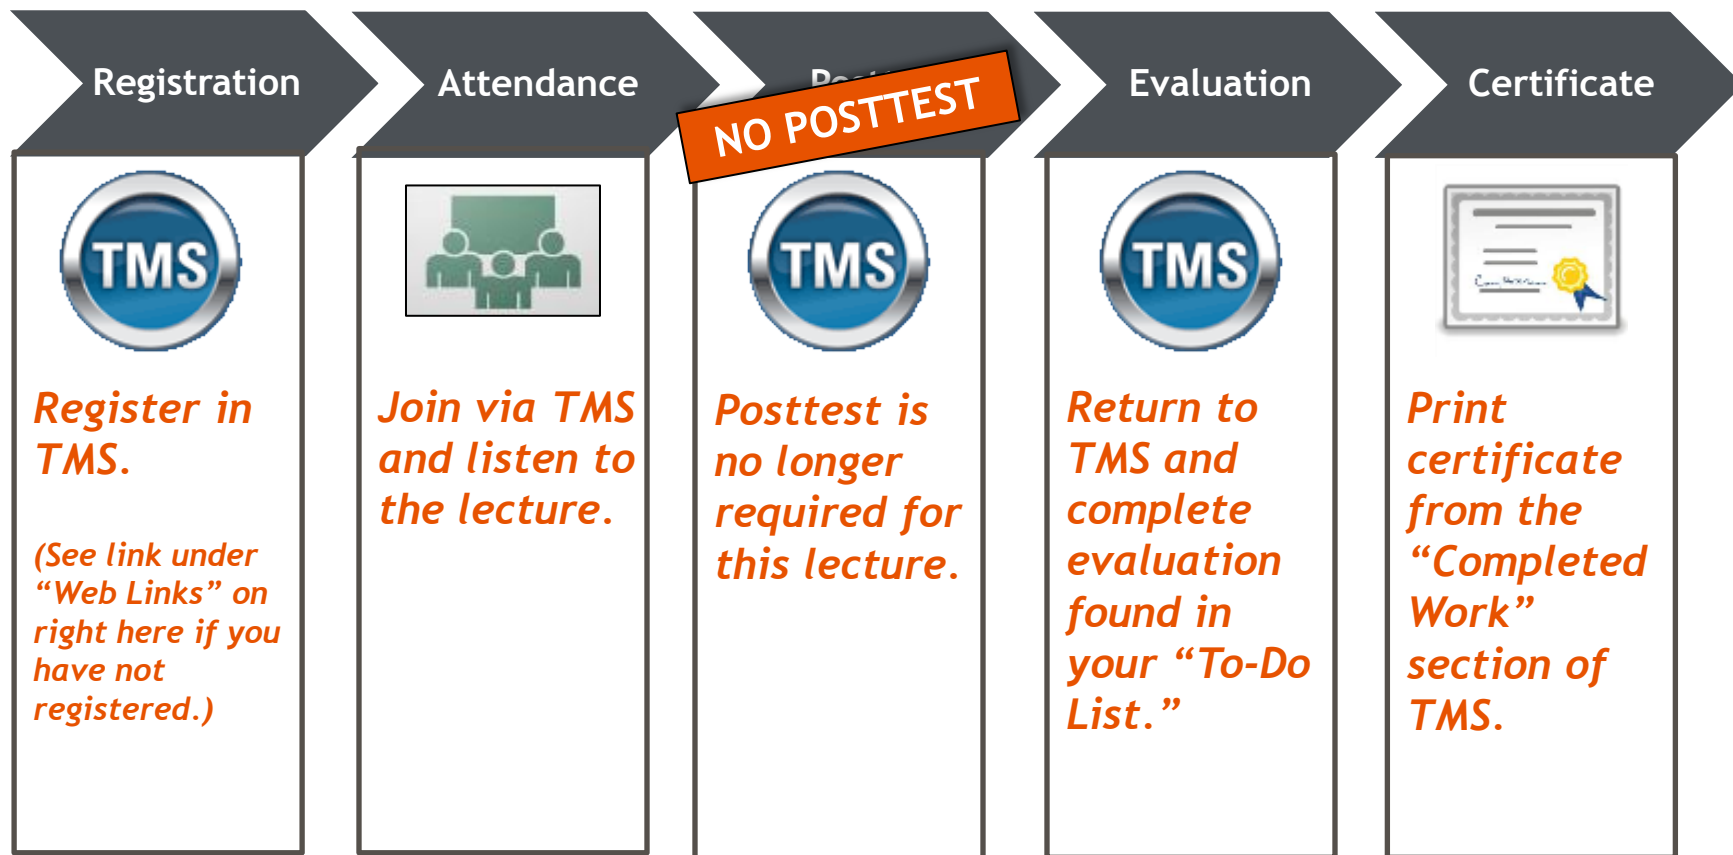 Registration
TMS
Register in
TMS.
(See link under
“Web Links” on
right here if you
have not
registered.)
Attendance
Join via TMS
and listen to
the lecture.
NO POSTTEST
TMS
Posttest is
no longer
required for
this lecture.
Evaluation
TMS
Return to
TMS and
complete
evaluation
found in
your “To-Do
List.”
Certificate
Print
certificate
from the
“Completed
Work”
section of
TMS.